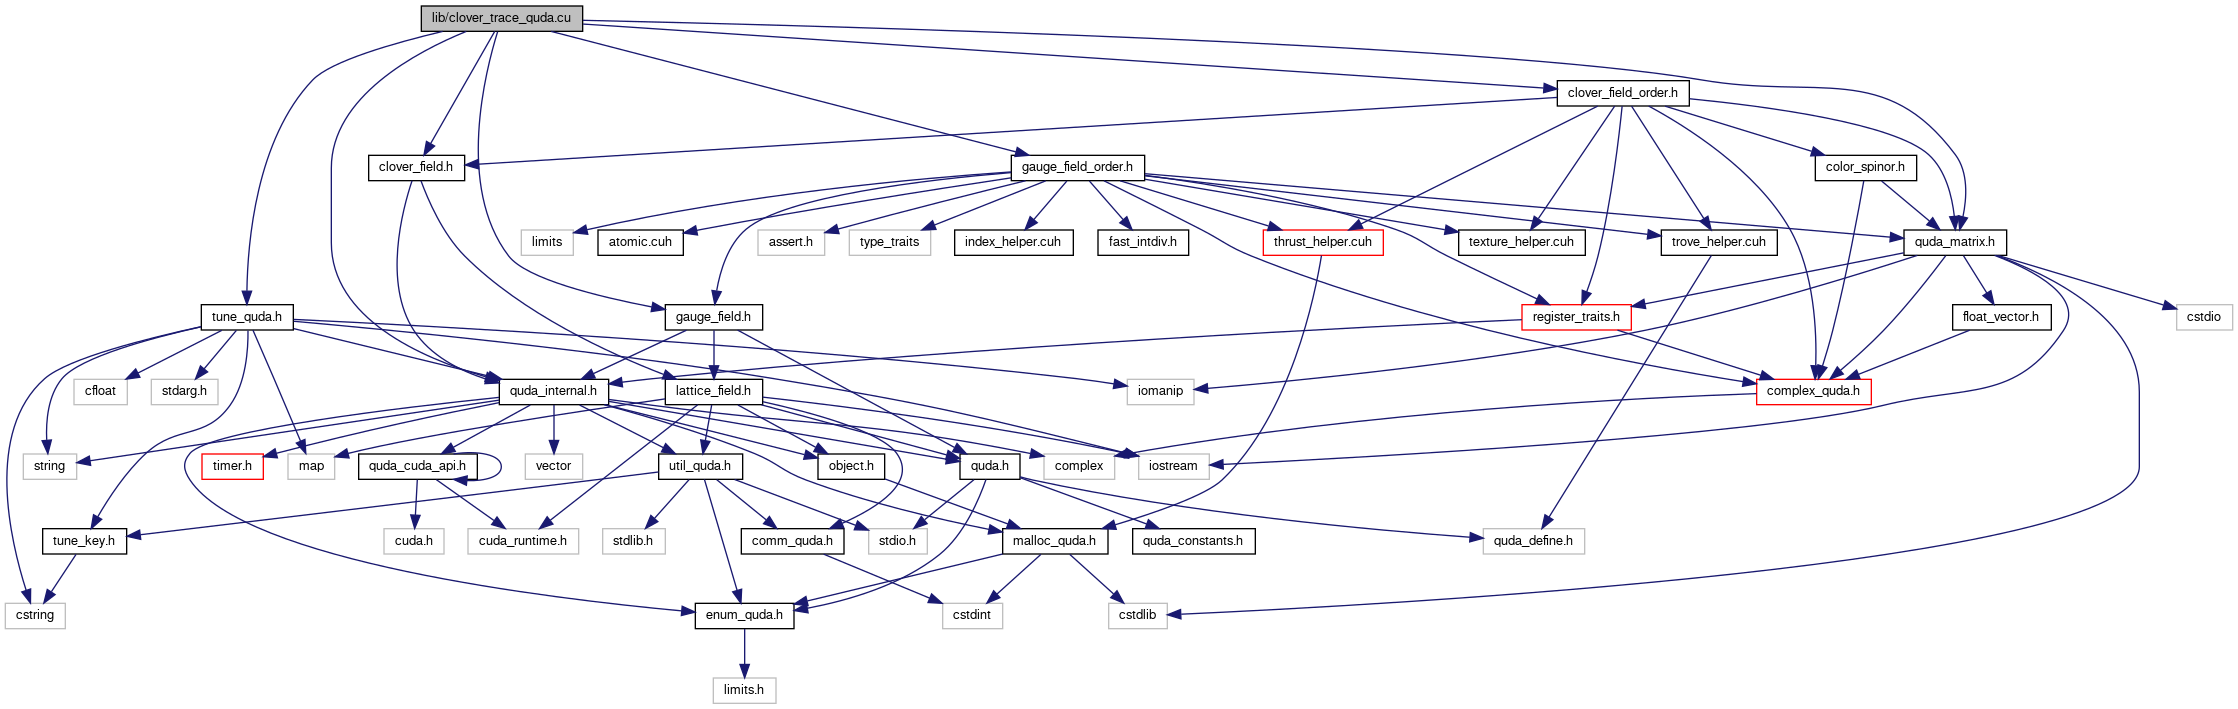 lib/clover_trace_quda.cu
clover_field_order.h
clover_field.h
gauge_field_order.h
color_spinor.h
limits
atomic.cuh
assert.h
type_traits
index_helper.cuh
fast_intdiv.h
thrust_helper.cuh
texture_helper.cuh
trove_helper.cuh
quda_matrix.h
tune_quda.h
gauge_field.h
register_traits.h
float_vector.h
cstdio
cfloat
stdarg.h
quda_internal.h
lattice_field.h
iomanip
complex_quda.h
string
timer.h
map
quda_cuda_api.h
vector
util_quda.h
object.h
quda.h
complex
iostream
tune_key.h
cuda.h
cuda_runtime.h
stdlib.h
comm_quda.h
stdio.h
malloc_quda.h
quda_constants.h
quda_define.h
cstring
enum_quda.h
cstdint
cstdlib
limits.h